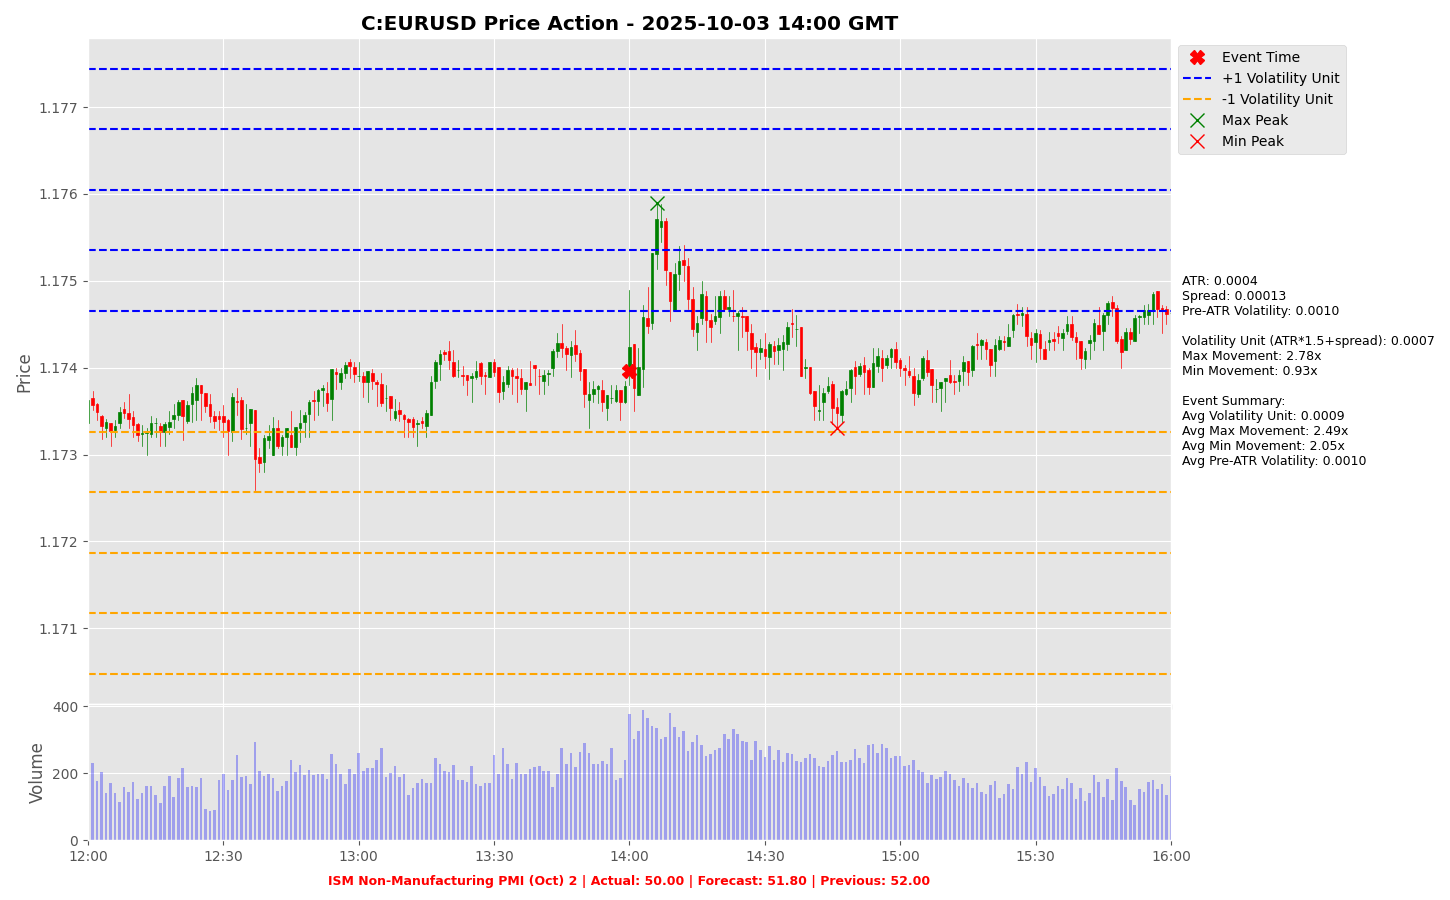 C:EURUSD Price Action - 2025-10-03 14:00 GMT
Event Time
+1 Volatility Unit
-1 Volatility Unit
Max Peak
Min Peak
Price
1.177
1.176
1.175
1.174
1.173
1.172
1.171
ATR: 0.0004
Spread: 0.00013
Pre-ATR Volatility: 0.0010
Volatility Unit (ATR*1.5+spread): 0.0007
Max Movement: 2.78x
Min Movement: 0.93x
Event Summary:
Avg Volatility Unit: 0.0009
Avg Max Movement: 2.49x
Avg Min Movement: 2.05x
Avg Pre-ATR Volatility: 0.0010
Volume
400
200
0
12:00 12:30 13:00 13:30 14:00 14:30 15:00 15:30 16:00
ISM Non-Manufacturing PMI (Oct) 2 | Actual: 50.00 | Forecast: 51.80 | Previous: 52.00